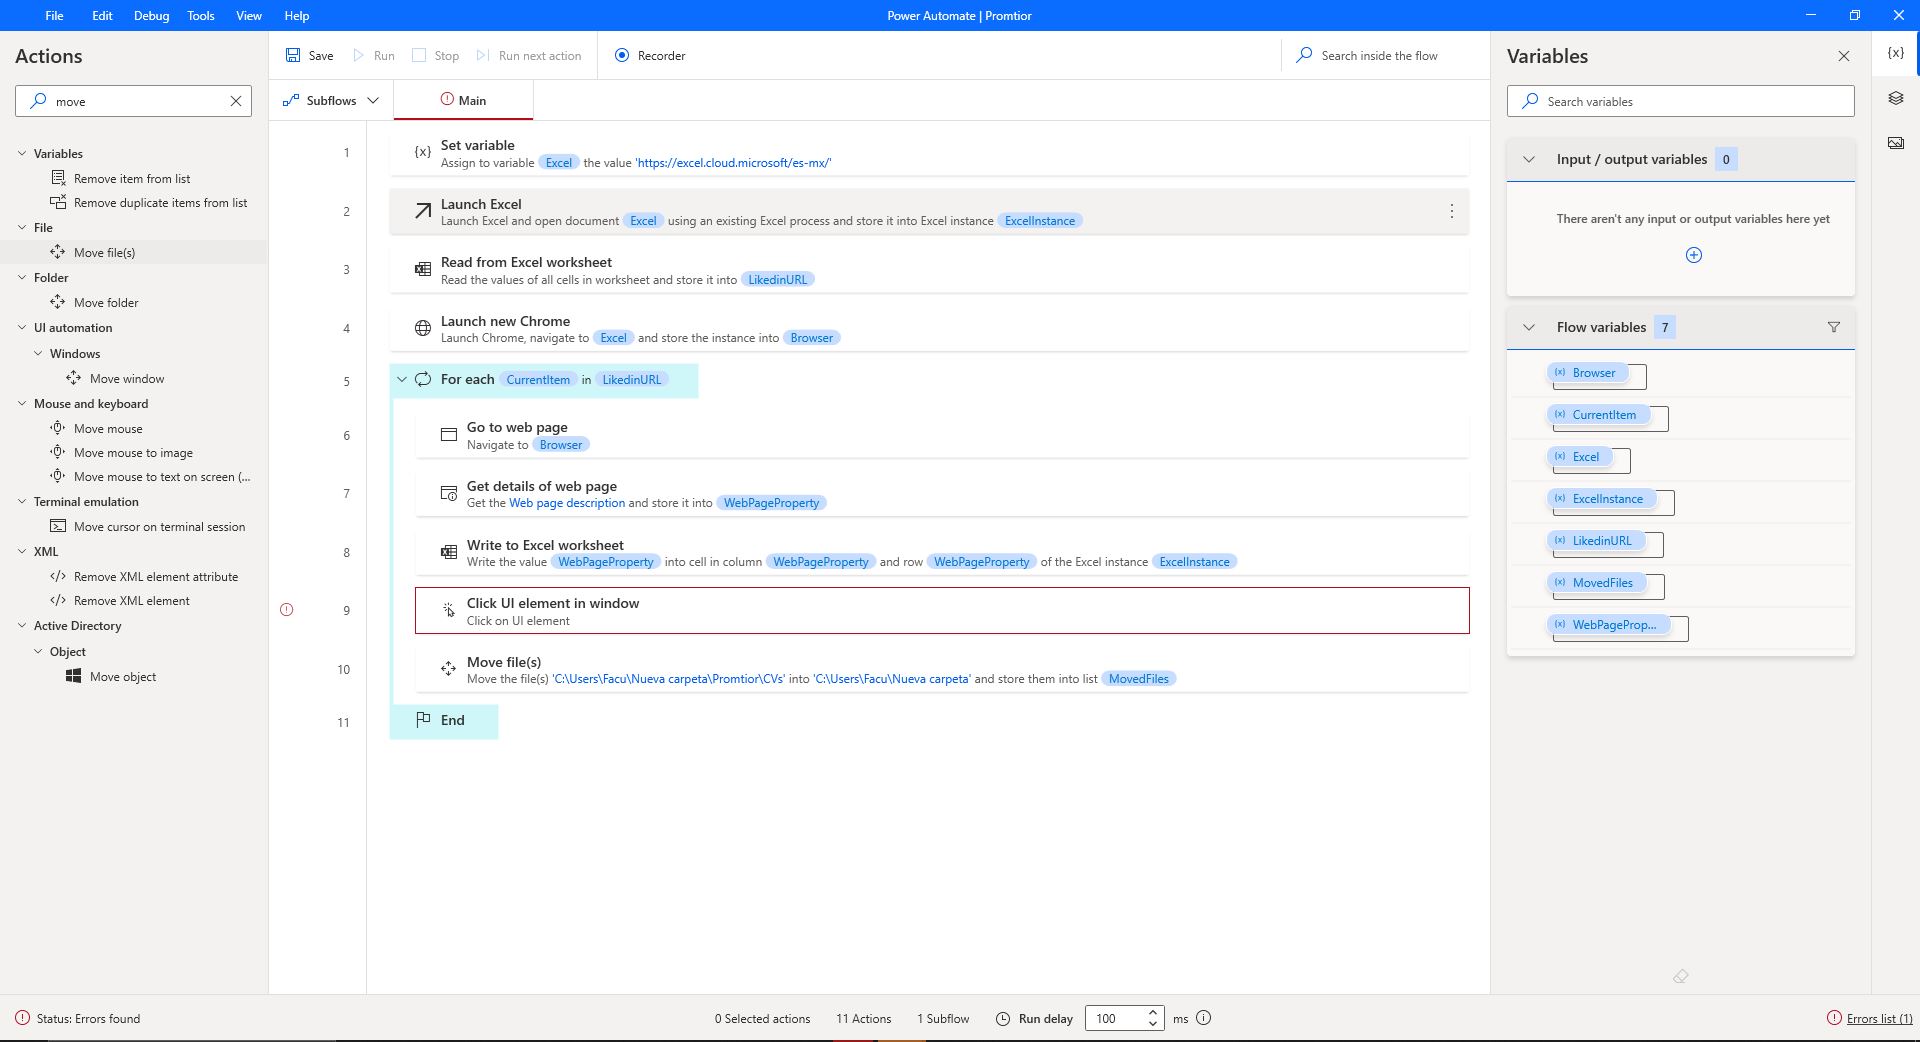 File Edit Debug Tools View Help Power Automate | Promtior
Actions
move
Variables
Remove item from list
Remove duplicate items from list
File
Move file(s)
Folder
Move folder
UI automation
Windows
Move window
Mouse and keyboard
Move mouse
Move mouse to image
Move mouse to text on screen (...
Terminal emulation
Move cursor on terminal session
XML
Remove XML element attribute
Remove XML element
Active Directory
Object
Move object
Save Run Stop Run next action Recorder Search inside the flow
Subflows Main
1 {x} Set variable
Assign to variable Excel the value 'https://excel.cloud.microsoft/es-mx/'
2 Launch Excel
Launch Excel and open document Excel using an existing Excel process and store it into Excel instance ExcelInstance
3 Read from Excel worksheet
Read the values of all cells in worksheet and store it into LikedinURL
4 Launch new Chrome
Launch Chrome, navigate to Excel and store the instance into Browser
5 For each CurrentItem in LikedinURL
6 Go to web page
Navigate to Browser
7 Get details of web page
Get the Web page description and store it into WebPageProperty
8 Write to Excel worksheet
Write the value WebPageProperty into cell in column WebPageProperty and row WebPageProperty of the Excel instance ExcelInstance
9 Click UI element in window
Click on UI element
10 Move file(s)
Move the file(s) 'C:\Users\Facu\Nueva carpeta\Promtior\CVs' into 'C:\Users\Facu\Nueva carpeta' and store them into list MovedFiles
11 End
Variables
{x}
Search variables
Input / output variables 0
There aren't any input or output variables here yet
Flow variables 7
(x) Browser
(x) CurrentItem
(x) Excel
(x) ExcelInstance
(x) LikedinURL
(x) MovedFiles
(x) WebPageProp...
Status: Errors found 0 Selected actions 11 Actions 1 Subflow Run delay 100 ms Errors list (1)